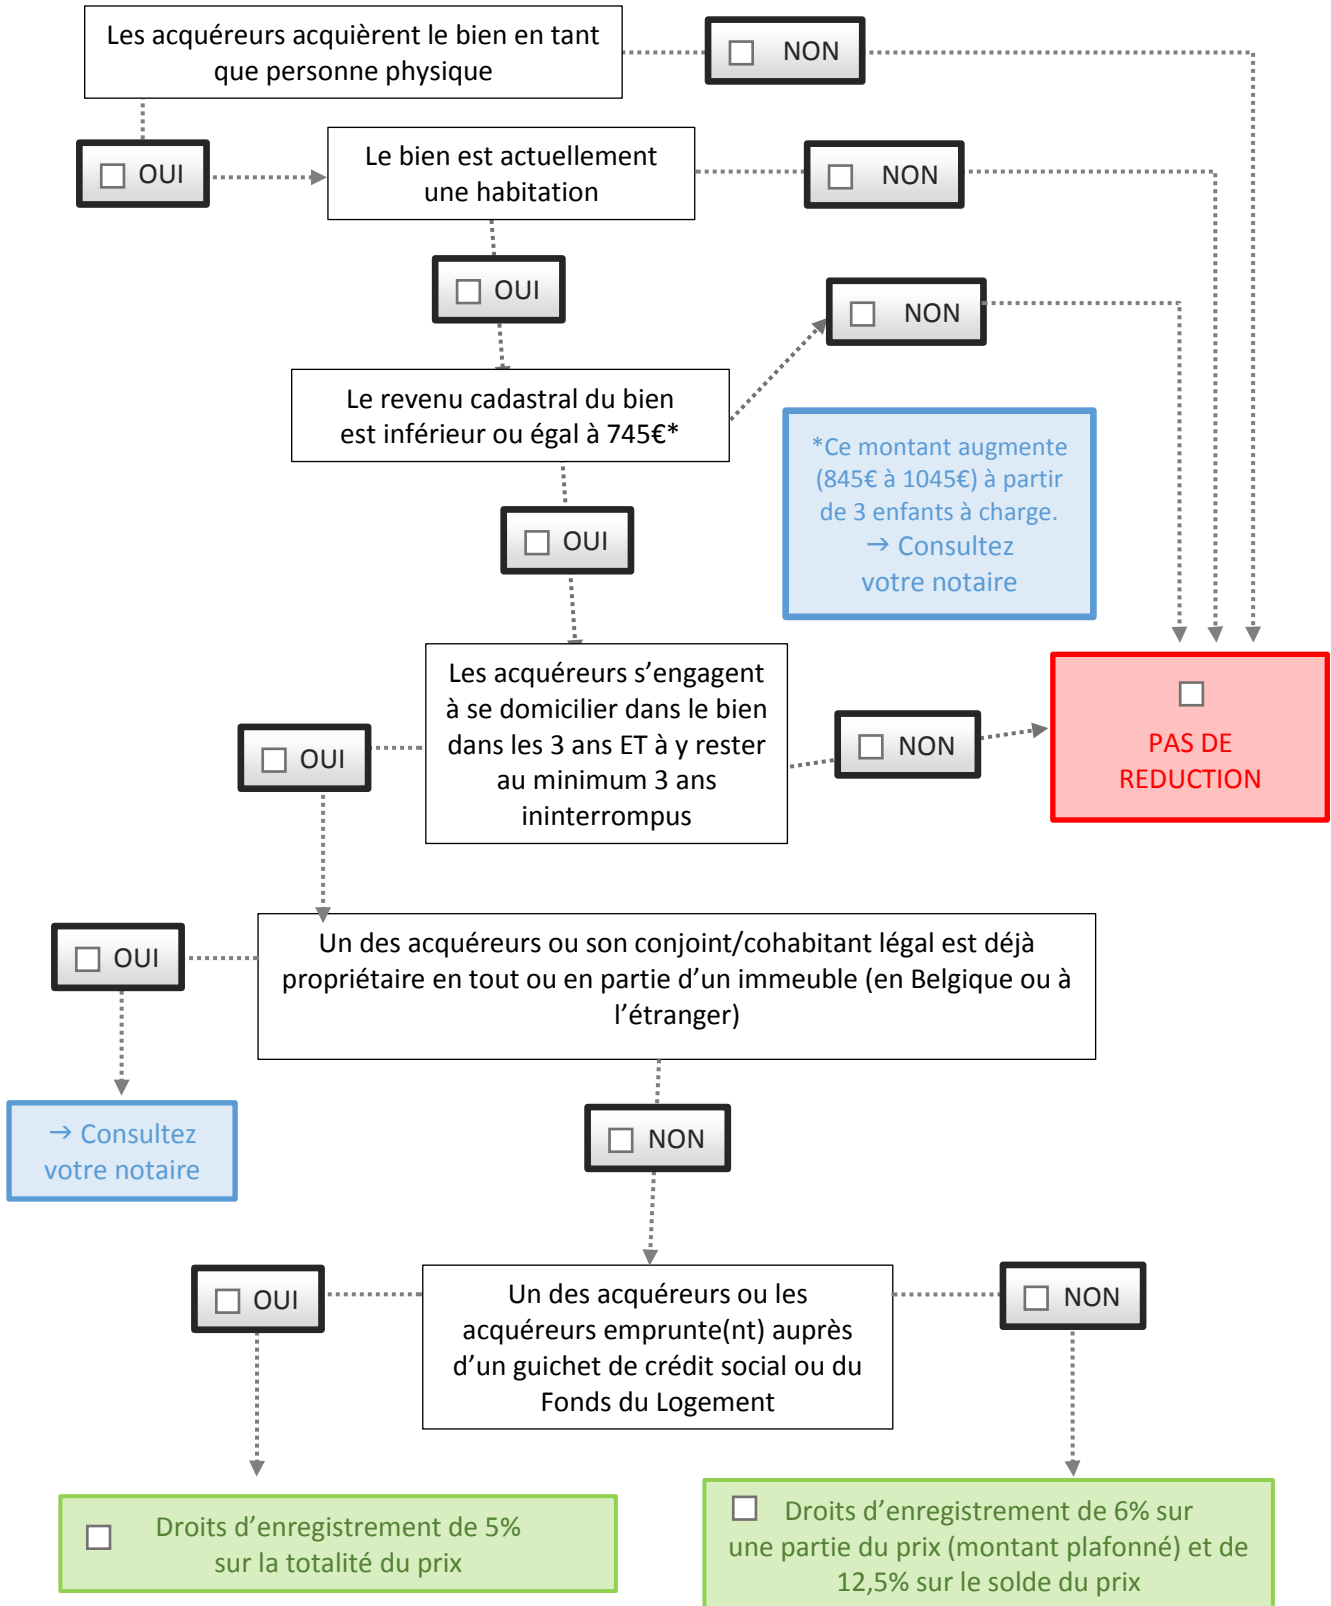 Les acquéreurs acquièrent le bien en tant
que personne physique
☐ NON
☐ OUI
Le bien est actuellement
une habitation
☐ NON
☐ OUI
☐ NON
Le revenu cadastral du bien
est inférieur ou égal à 745€*
*Ce montant augmente
(845€ à 1045€) à partir
de 3 enfants à charge.
→ Consultez
votre notaire
☐ OUI
Les acquéreurs s’engagent
à se domicilier dans le bien
dans les 3 ans ET à y rester
au minimum 3 ans
ininterrompus
☐ OUI
☐ NON
☐
PAS DE
REDUCTION
☐ OUI
Un des acquéreurs ou son conjoint/cohabitant légal est déjà
propriétaire en tout ou en partie d’un immeuble (en Belgique ou à
l’étranger)
→ Consultez
votre notaire
☐ NON
☐ OUI
Un des acquéreurs ou les
acquéreurs emprunte(nt) auprès
d’un guichet de crédit social ou du
Fonds du Logement
☐ NON
☐ Droits d’enregistrement de 5%
sur la totalité du prix
☐ Droits d’enregistrement de 6% sur
une partie du prix (montant plafonné) et de
12,5% sur le solde du prix